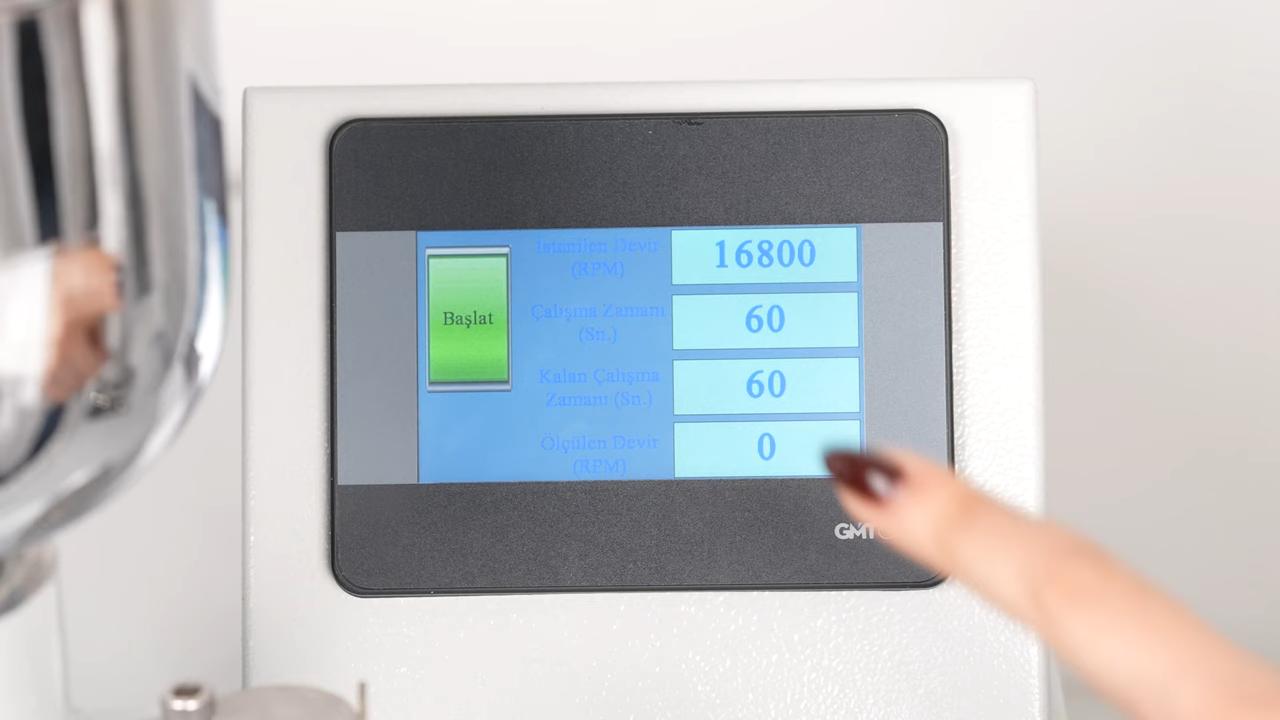 Başlat
İstenilen Devir
(RPM)
16800
Çalışma Zamanı
(Sn.)
60
Kalan Çalışma
Zamanı (Sn.)
60
Ölçülen Devir
(RPM)
0